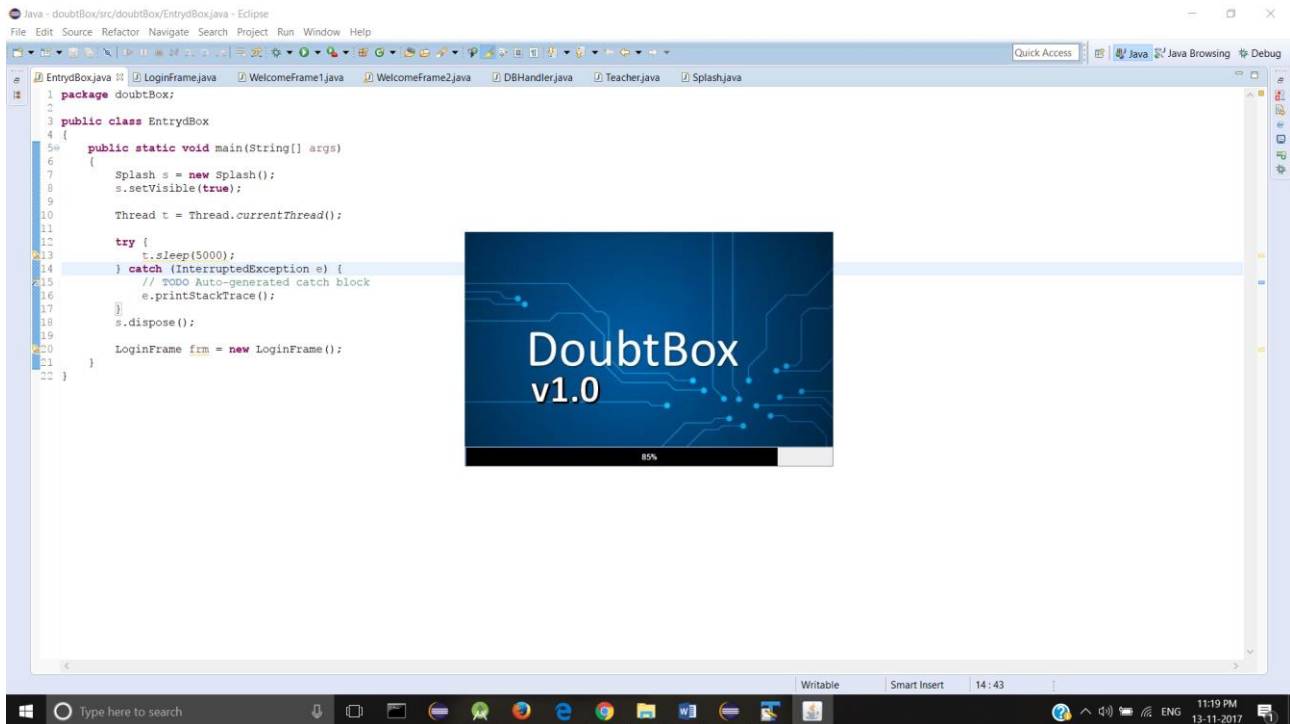 Java - doubtBox/src/doubtBox/EntrydBox.java - Eclipse
File Edit Source Refactor Navigate Search Project Run Window Help
Quick Access Java Java Browsing Debug
EntrydBox.java LoginFrame.java WelcomeFrame1.java WelcomeFrame2.java DBHandler.java Teacher.java Splash.java
1 package doubtBox;
2
3 public class EntrydBox
4 {
5 public static void main(String[] args)
6 {
7 Splash s = new Splash();
8 s.setVisible(true);
9
10 Thread t = Thread.currentThread();
11
12 try {
13 t.sleep(5000);
14 } catch (InterruptedException e) {
15 // TODO Auto-generated catch block
16 e.printStackTrace();
17 }
18 s.dispose();
19
20 LoginFrame frm = new LoginFrame();
21 }
22 }
DoubtBox
v1.0
85%
Writable Smart Insert 14 : 43
Type here to search
ENG
11:19 PM
13-11-2017